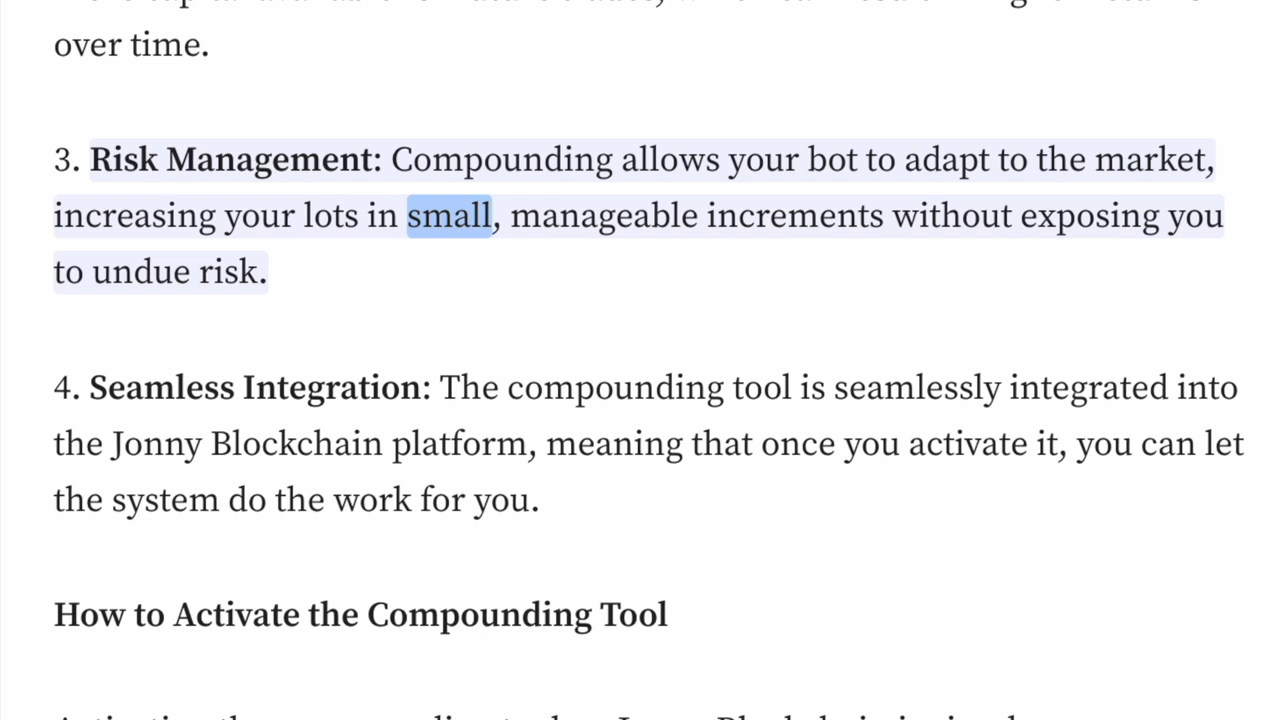 over time.
3. Risk Management: Compounding allows your bot to adapt to the market,
increasing your lots in small, manageable increments without exposing you
to undue risk.
4. Seamless Integration: The compounding tool is seamlessly integrated into
the Jonny Blockchain platform, meaning that once you activate it, you can let
the system do the work for you.
How to Activate the Compounding Tool